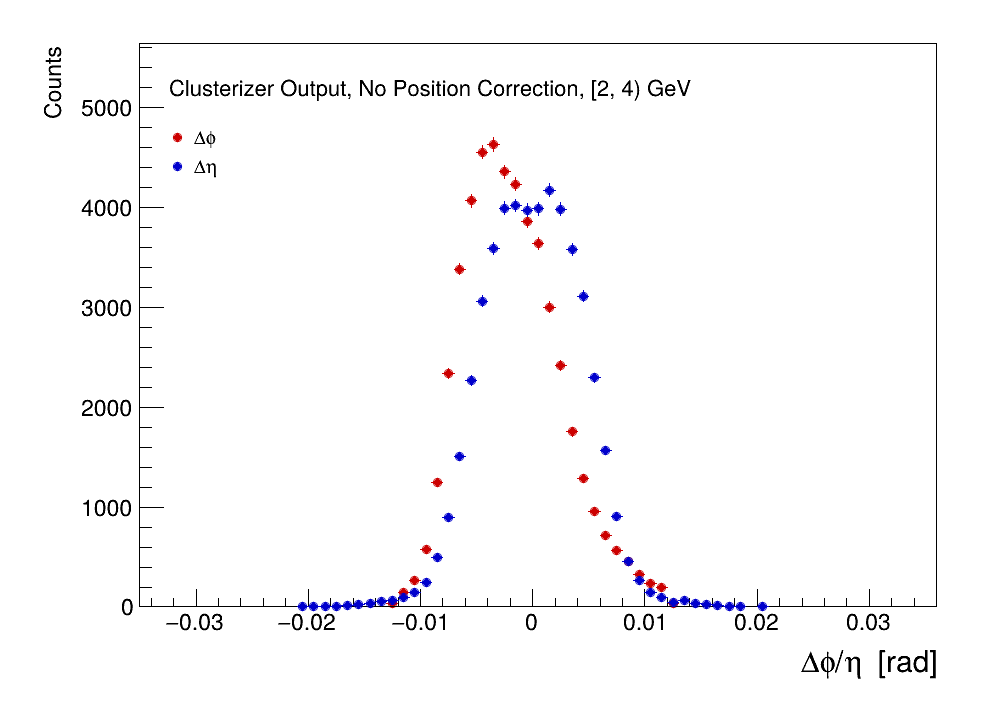 Counts
Clusterizer Output, No Position Correction, [2, 4) GeV
Δϕ
Δη
5000
4000
3000
2000
1000
0
−0.03 −0.02 −0.01 0 0.01 0.02 0.03
Δϕ/η [rad]